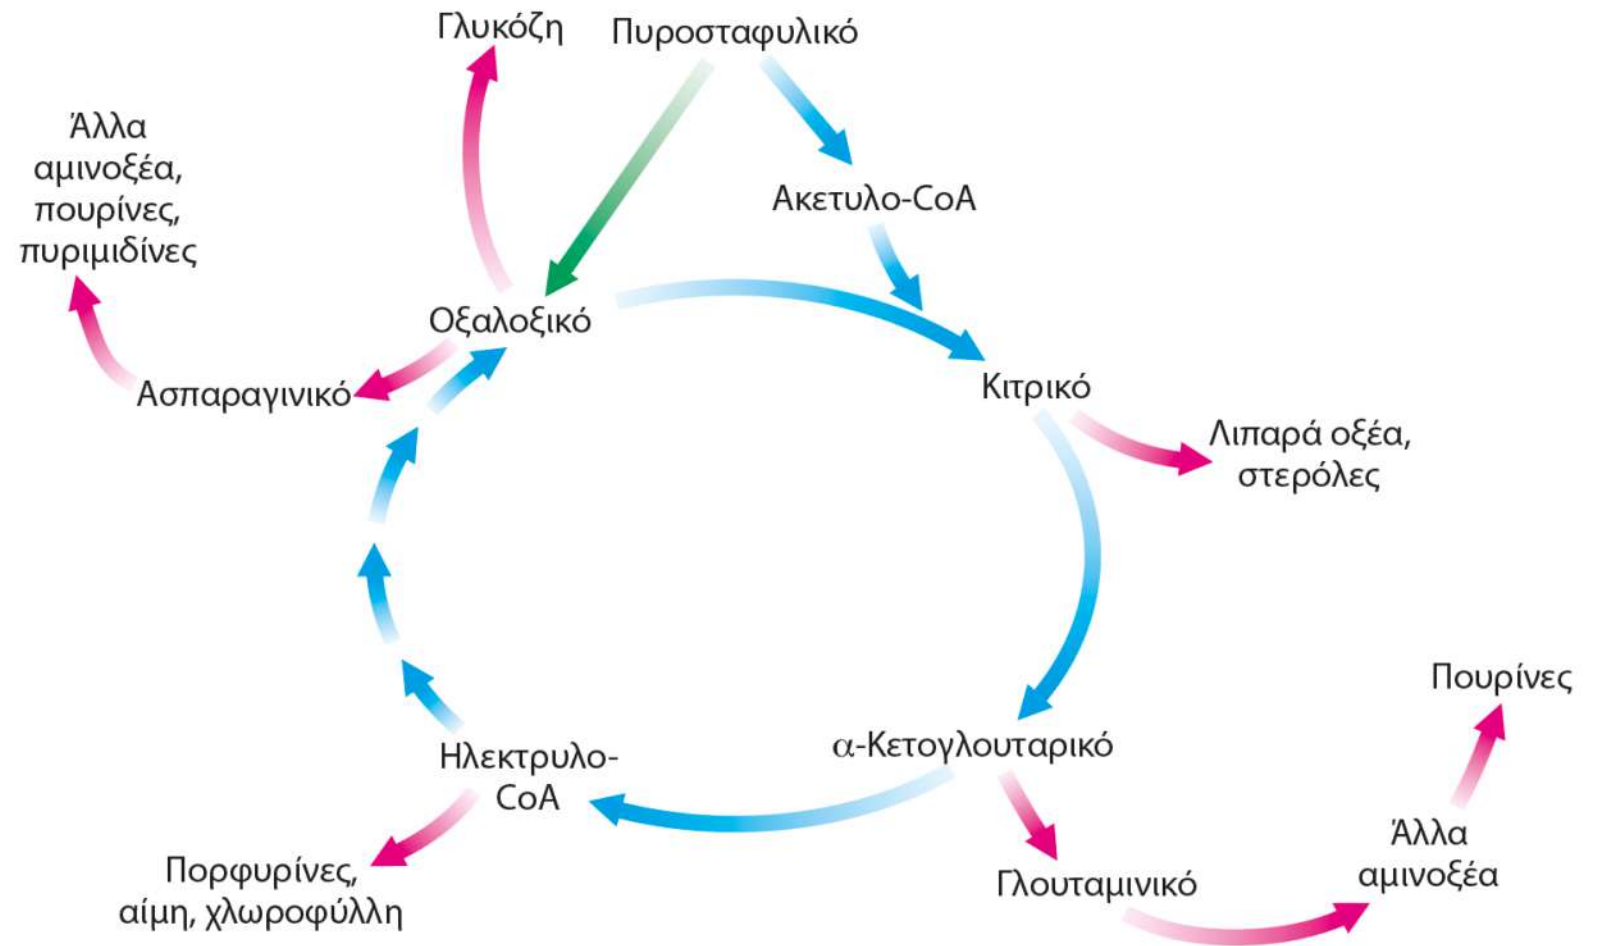 Γλυκόζη
Πυροσταφυλικό
Άλλα
αμινοξέα,
πουρίνες,
πυριμιδίνες
Ακετυλο-CoA
Οξαλοξικό
Ασπαραγινικό
Κιτρικό
Λιπαρά οξέα,
στερόλες
Πουρίνες
α-Κετογλουταρικό
Ηλεκτρυλο-
CoA
Άλλα
αμινοξέα
Γλουταμινικό
Πορφυρίνες,
αίμη, χλωροφύλλη